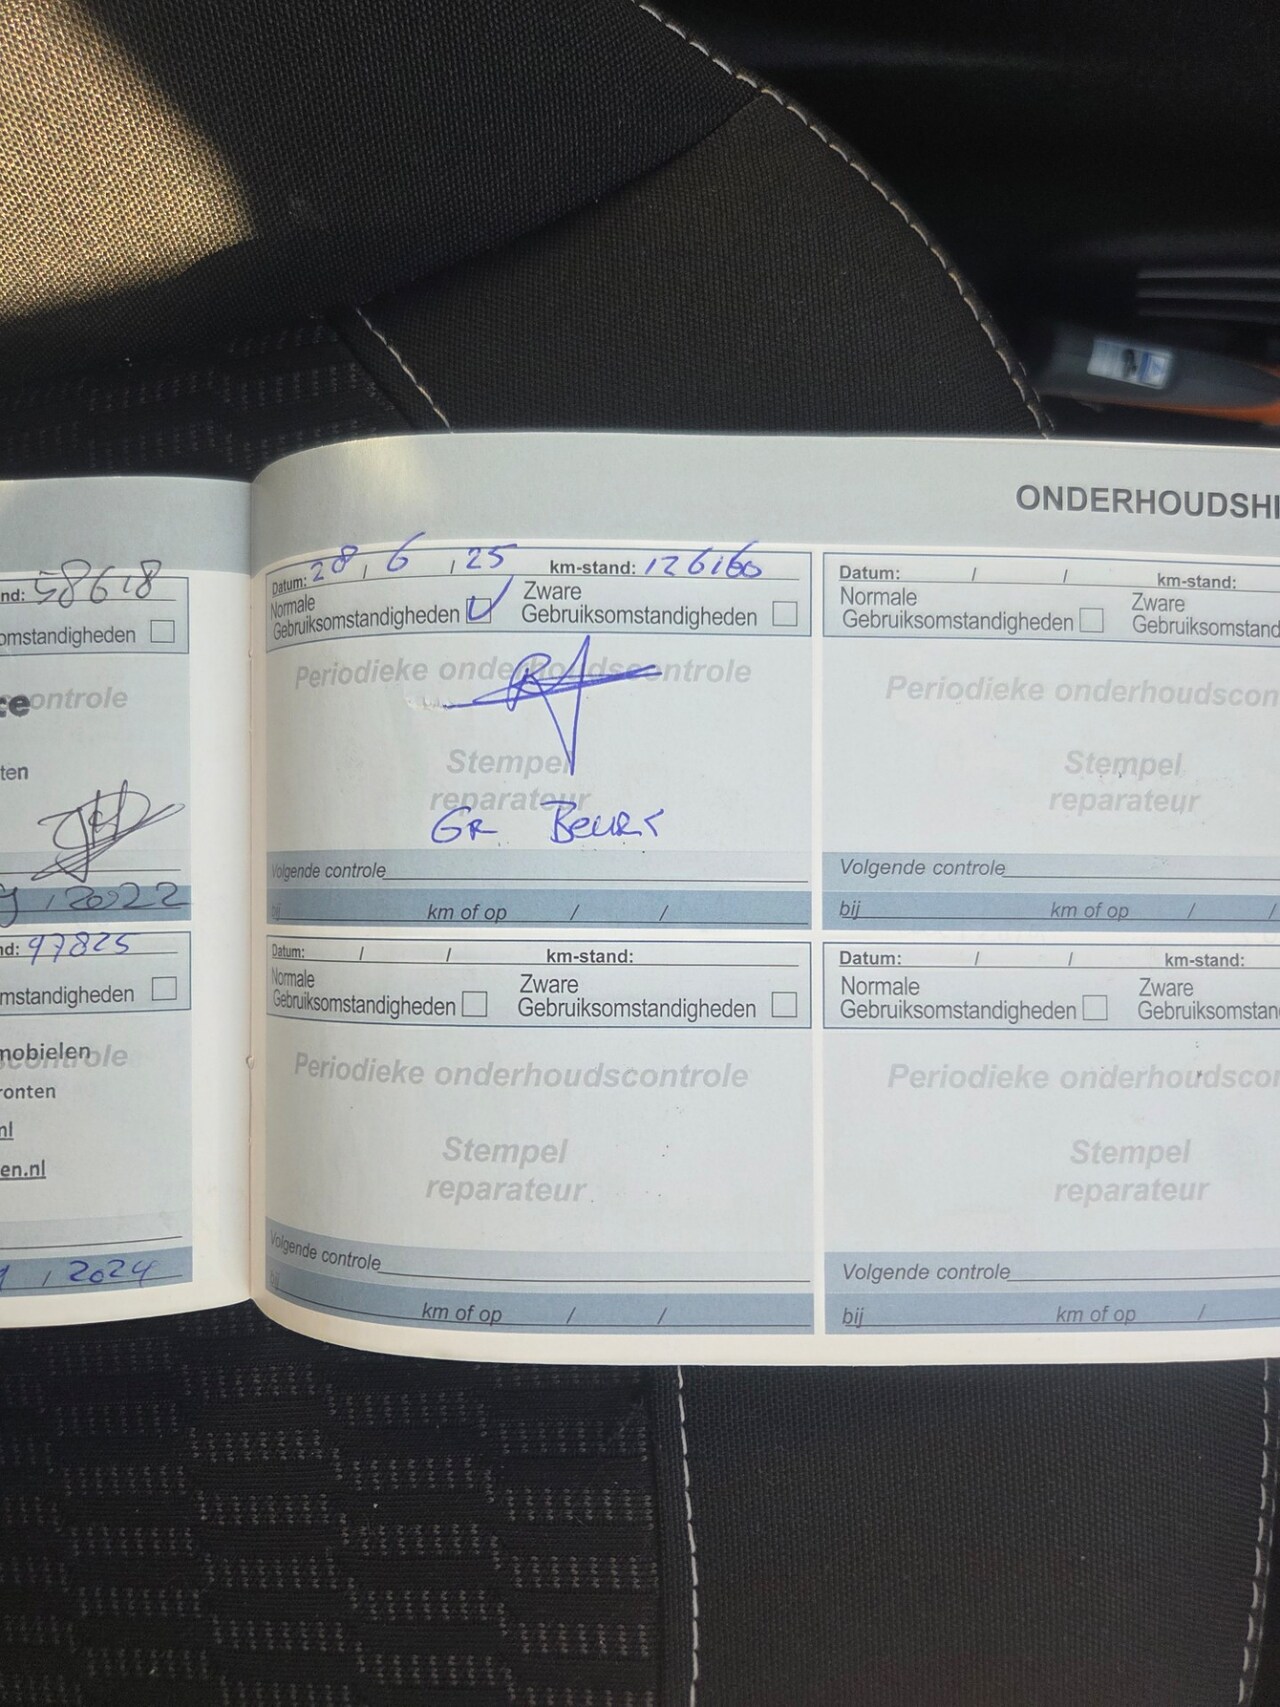 ONDERHOUDSHI
nd: 58618
omstandigheden
ce
controle
ten
2022
nd: 97825
mstandigheden
mobielen
controle
ronten
nl
en.nl
2024
Datum: 28 / 6 / 25 km-stand: 126160
Normale Gebruiksomstandigheden
Zware Gebruiksomstandigheden
Periodieke onderhoudscontrole
Stempel
reparateur
GR
Volgende controle
bij km of op / /
Datum: / / km-stand:
Normale Gebruiksomstandigheden
Zware Gebruiksomstandigheden
Periodieke onderhoudscontrole
Stempel
reparateur
Volgende controle
km of op / /
Datum: / / km-stand:
Normale Gebruiksomstandigheden
Zware Gebruiksomstand
Periodieke onderhoudscon
Stempel
reparateur
Volgende controle
bij km of op / /
Datum: / / km-stand:
Normale Gebruiksomstandigheden
Zware Gebruiksomstan
Periodieke onderhoudscon
Stempel
reparateur
Volgende controle
bij km of op /